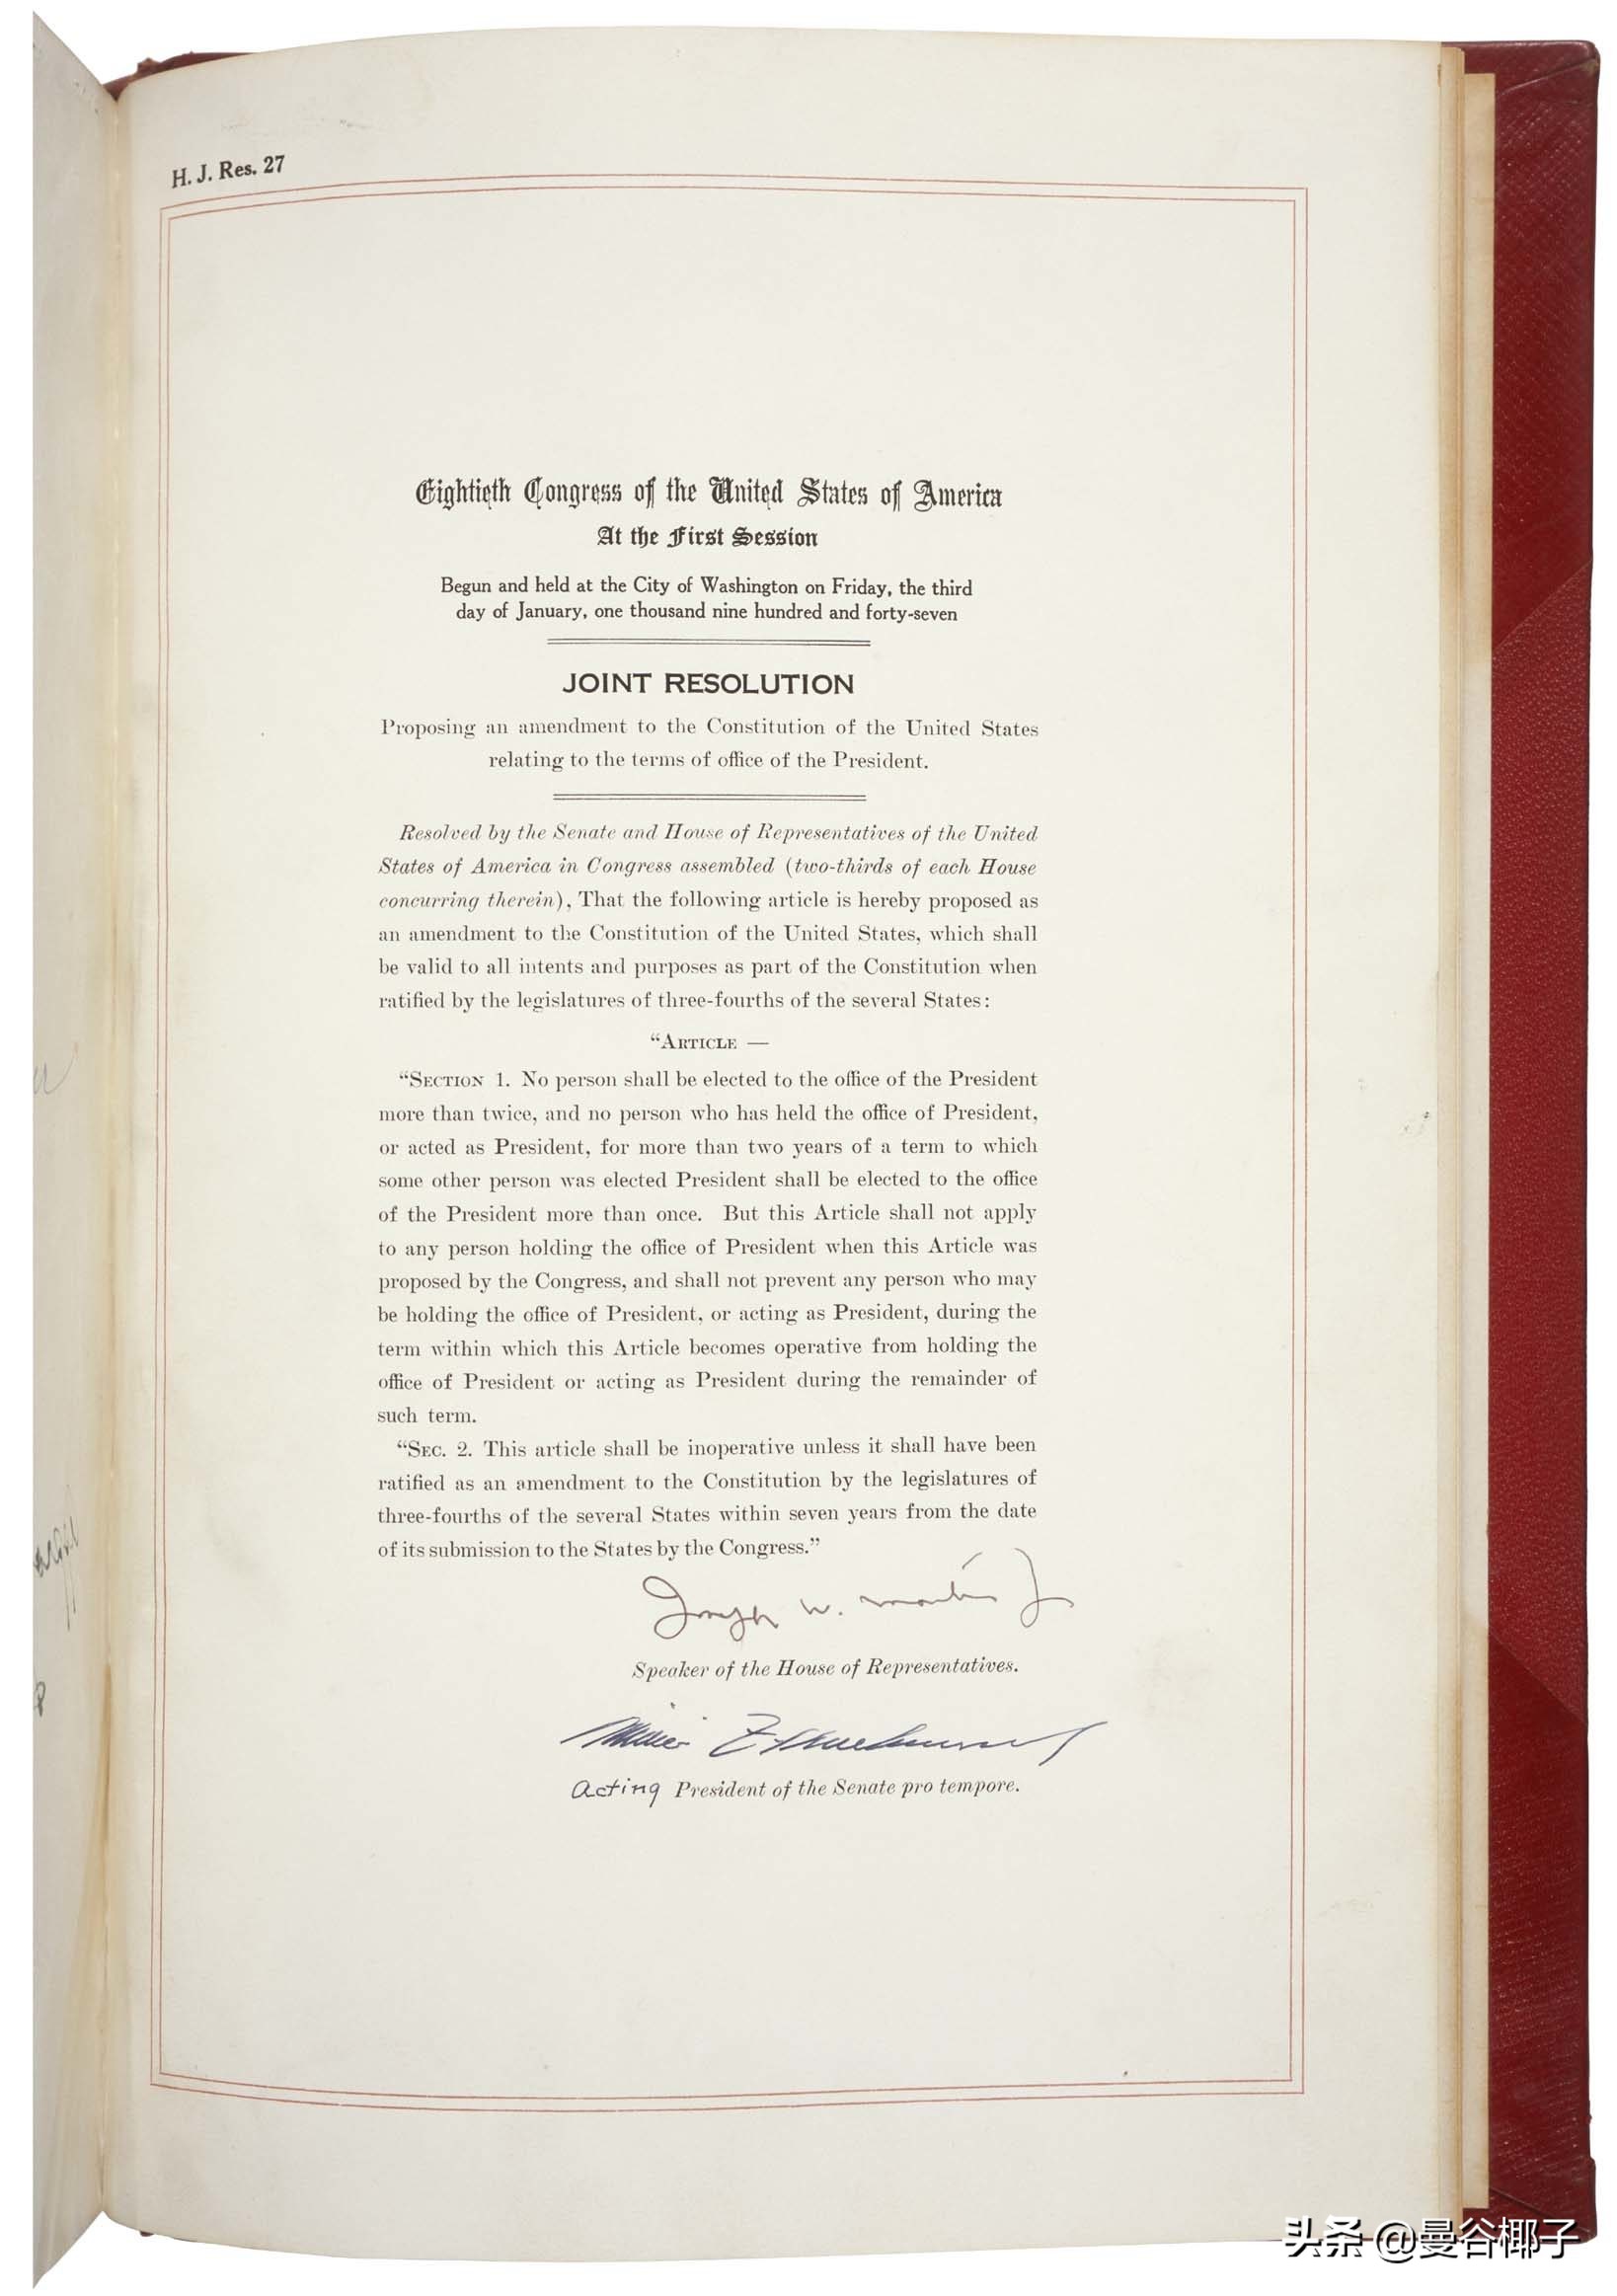 H. J. Res. 27
Eightieth Congress of the United States of America
At the First Session
Begun and held at the City of Washington on Friday, the third
day of January, one thousand nine hundred and forty-seven
JOINT RESOLUTION
Proposing an amendment to the Constitution of the United States
relating to the terms of office of the President.
Resolved by the Senate and House of Representatives of the United
States of America in Congress assembled (two-thirds of each House
concurring therein), That the following article is hereby proposed as
an amendment to the Constitution of the United States, which shall
be valid to all intents and purposes as part of the Constitution when
ratified by the legislatures of three-fourths of the several States:
“ARTICLE —
“SECTION 1. No person shall be elected to the office of the President
more than twice, and no person who has held the office of President,
or acted as President, for more than two years of a term to which
some other person was elected President shall be elected to the office
of the President more than once. But this Article shall not apply
to any person holding the office of President when this Article was
proposed by the Congress, and shall not prevent any person who may
be holding the office of President, or acting as President, during the
term within which this Article becomes operative from holding the
office of President or acting as President during the remainder of
such term.
“SEC. 2. This article shall be inoperative unless it shall have been
ratified as an amendment to the Constitution by the legislatures of
three-fourths of the several States within seven years from the date
of its submission to the States by the Congress.”
Joseph W. Martin Jr
Speaker of the House of Representatives.
Acting President of the Senate pro tempore.
头条 @曼谷椰子